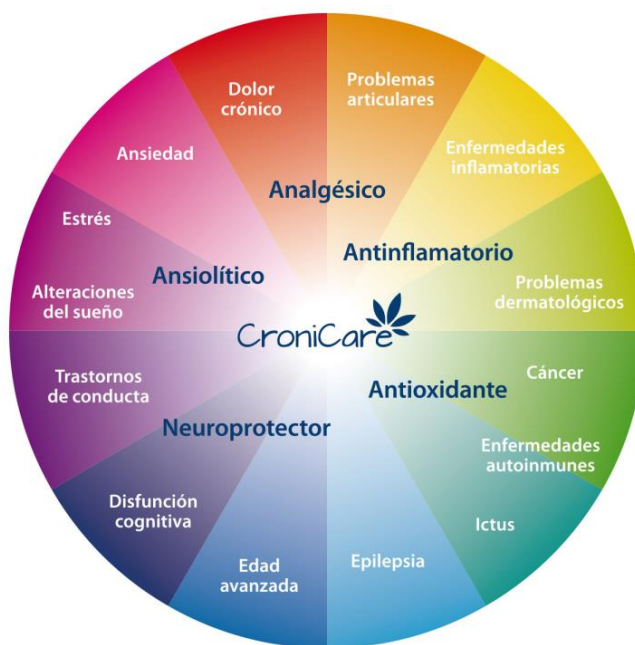 Dolor
crónico
Problemas
articulares
Ansiedad
Enfermedades
inflamatorias
Analgésico
Estrés
Antinflamatorio
Ansiolítico
Alteraciones
del sueño
Problemas
dermatológicos
CroniCare
Trastornos
de conducta
Cáncer
Antioxidante
Neuroprotector
Enfermedades
autoinmunes
Disfunción
cognitiva
Ictus
Edad
avanzada
Epilepsia